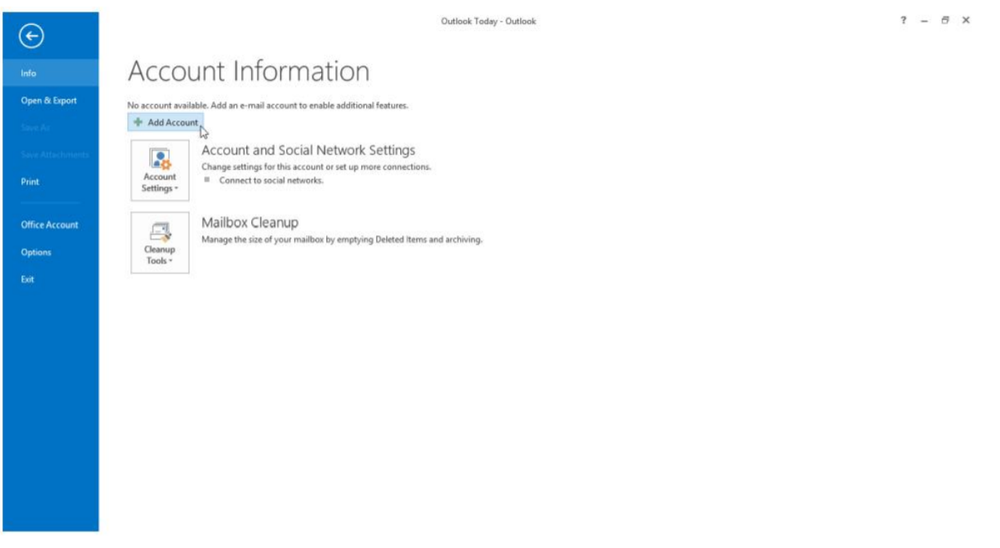 Outlook Today - Outlook
?
Info
Open & Export
Save As
Save Attachments
Print
Office Account
Options
Exit
Account Information
No account available. Add an e-mail account to enable additional features.
Add Account
Account
Settings
Account and Social Network Settings
Change settings for this account or set up more connections.
Connect to social networks.
Cleanup
Tools
Mailbox Cleanup
Manage the size of your mailbox by emptying Deleted Items and archiving.